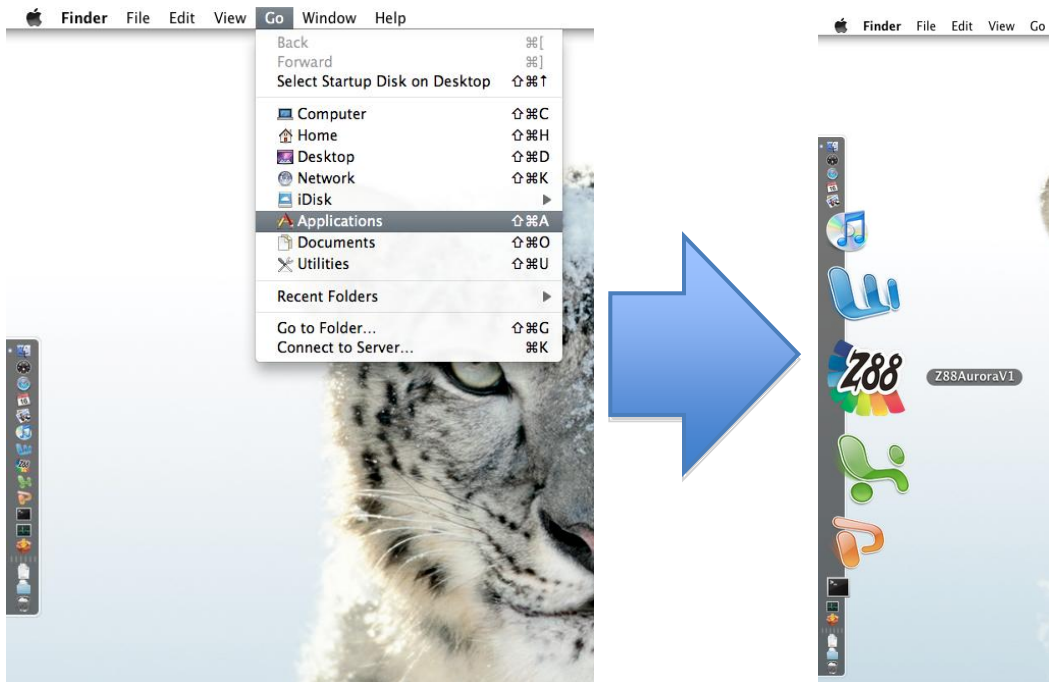 Finder File Edit View Go Window Help
Back ⌘[
Forward ⌘]
Select Startup Disk on Desktop ⇧⌘↑
Computer ⇧⌘C
Home ⇧⌘H
Desktop ⇧⌘D
Network ⇧⌘K
iDisk
Applications ⇧⌘A
Documents ⇧⌘O
Utilities ⇧⌘U
Recent Folders
Go to Folder... ⇧⌘G
Connect to Server... ⌘K
Finder File Edit View Go
Z88
Z88AuroraV1